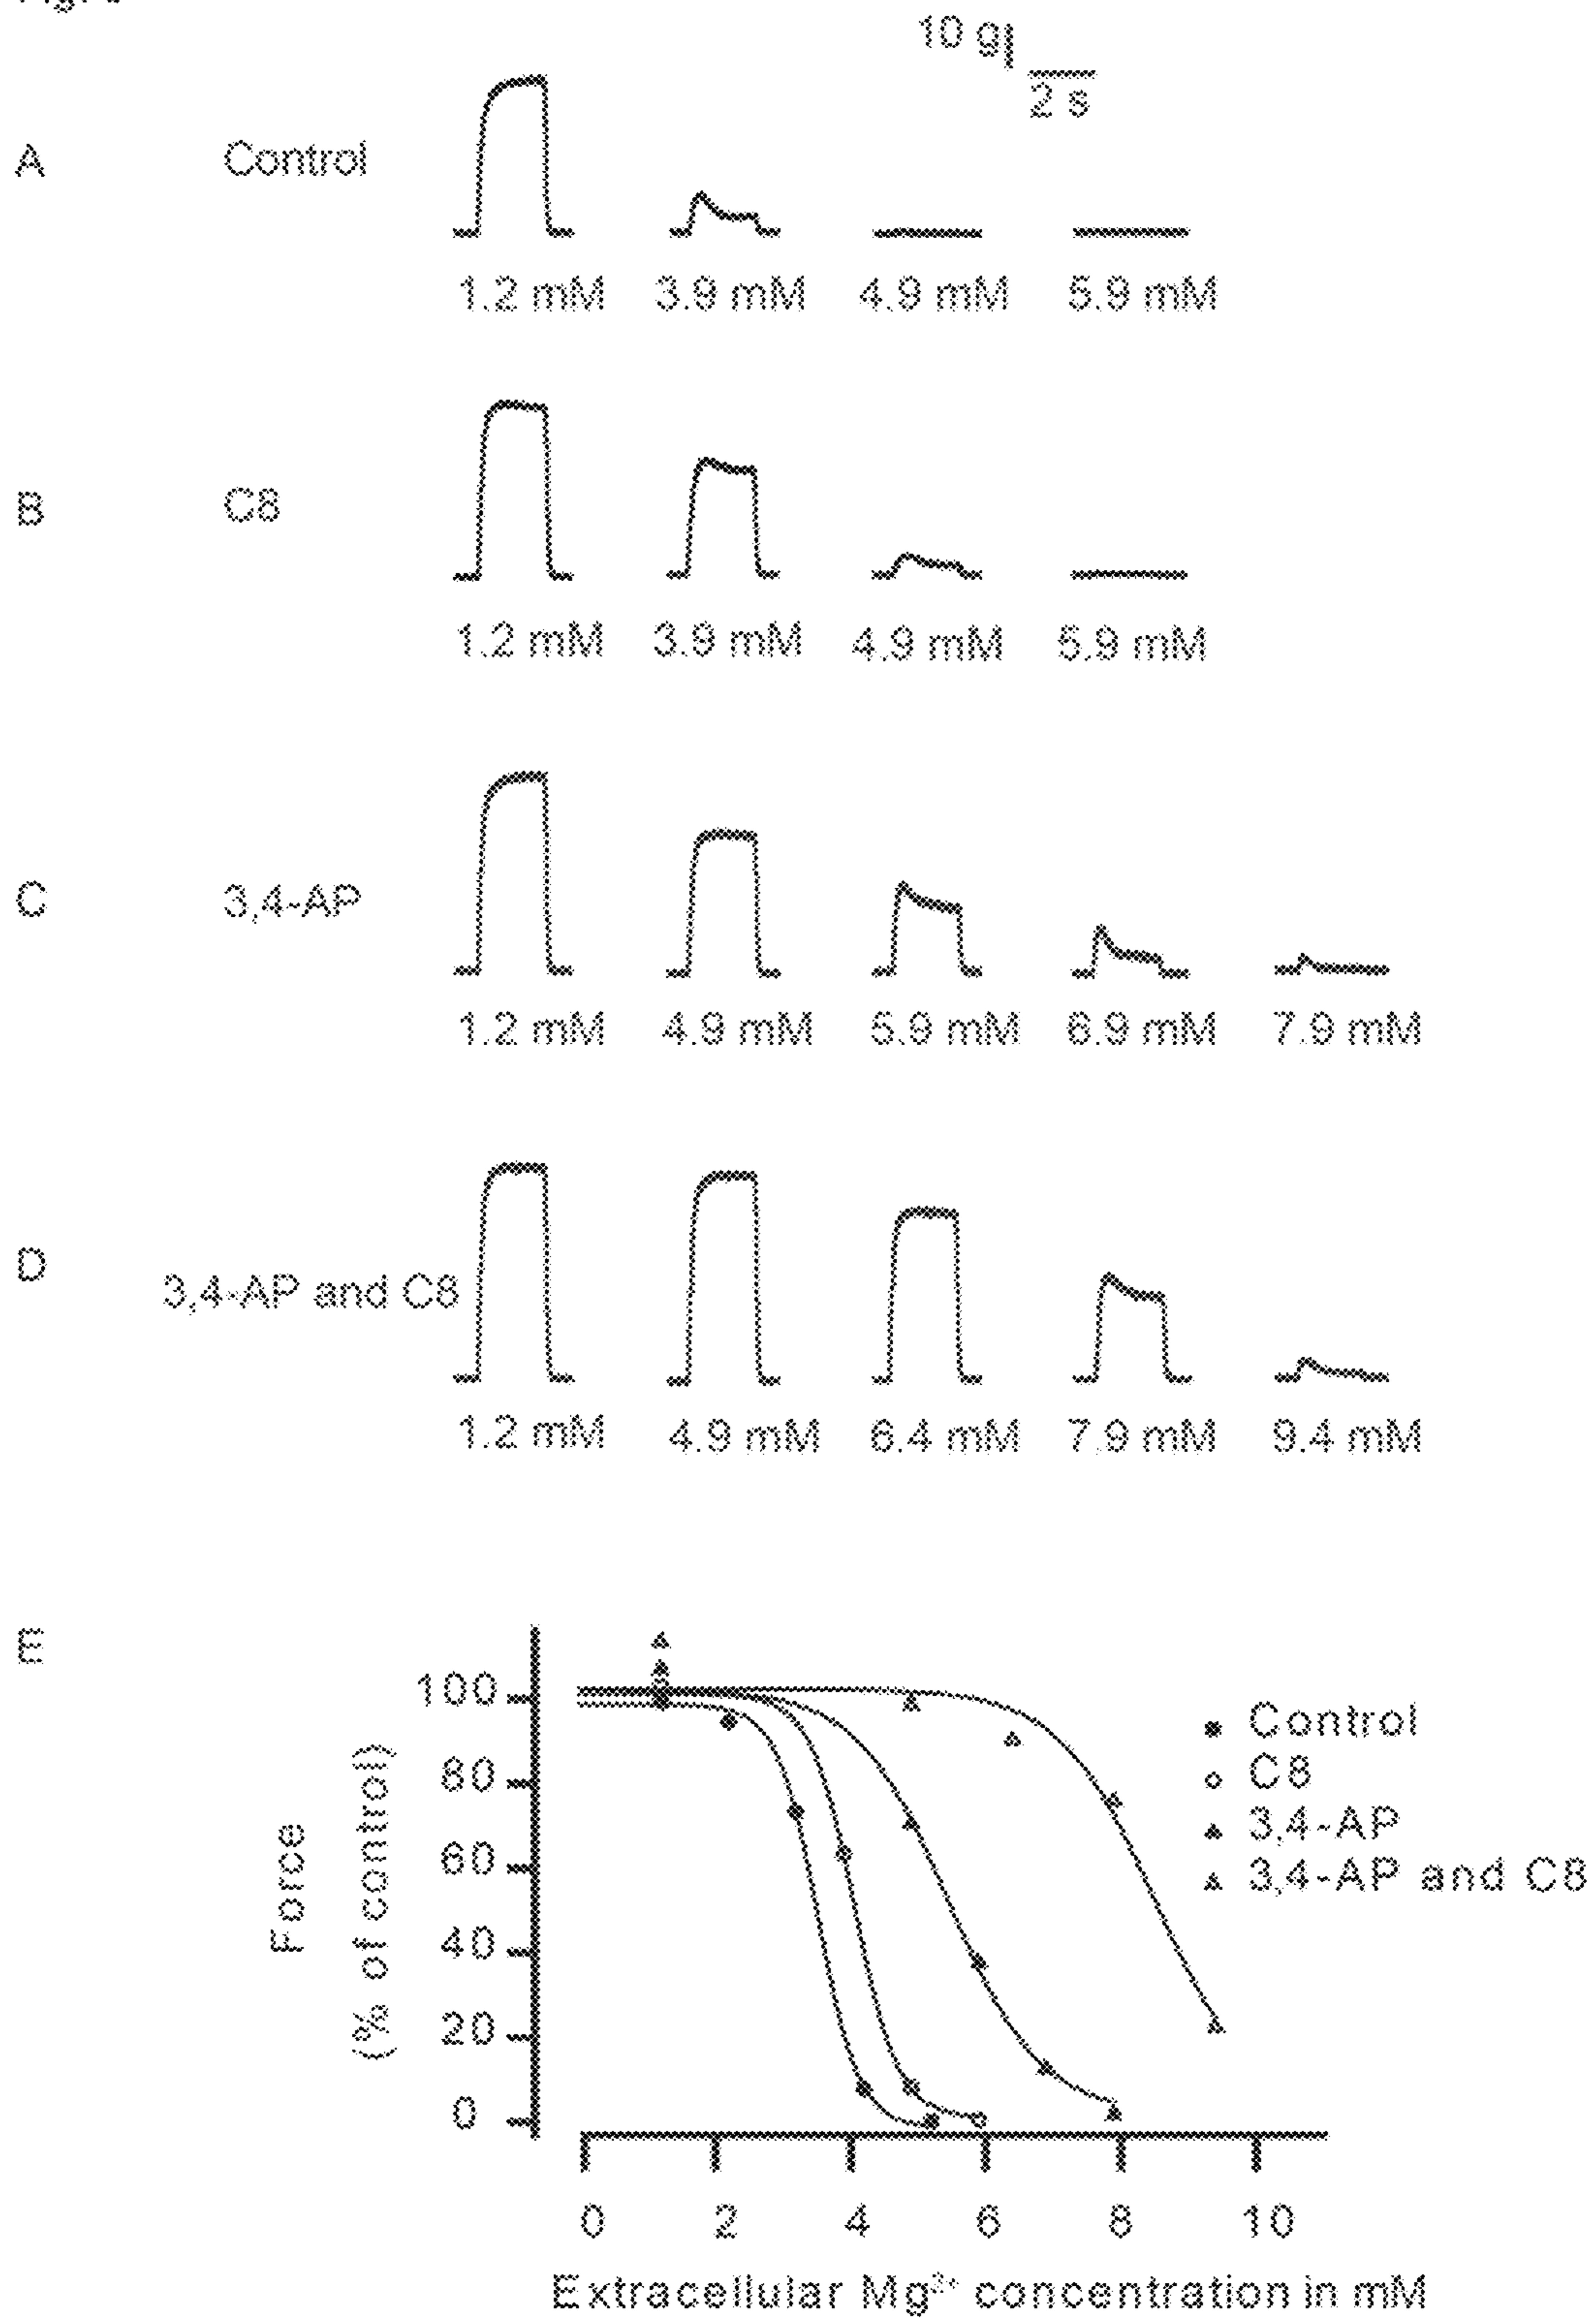 10 g
2 s
A Control
1.2 mM 3.9 mM 4.9 mM 5.9 mM
B C8
1.2 mM 3.9 mM 4.9 mM 5.9 mM
C 3,4-AP
1.2 mM 4.9 mM 5.9 mM 6.9 mM 7.9 mM
D 3,4-AP and C8
1.2 mM 4.9 mM 6.4 mM 7.9 mM 9.4 mM
E
Force
(% of control)
100
80
60
40
20
0
Control
C8
3,4-AP
3,4-AP and C8
0 2 4 6 8 10
Extracellular Mg²⁺ concentration in mM